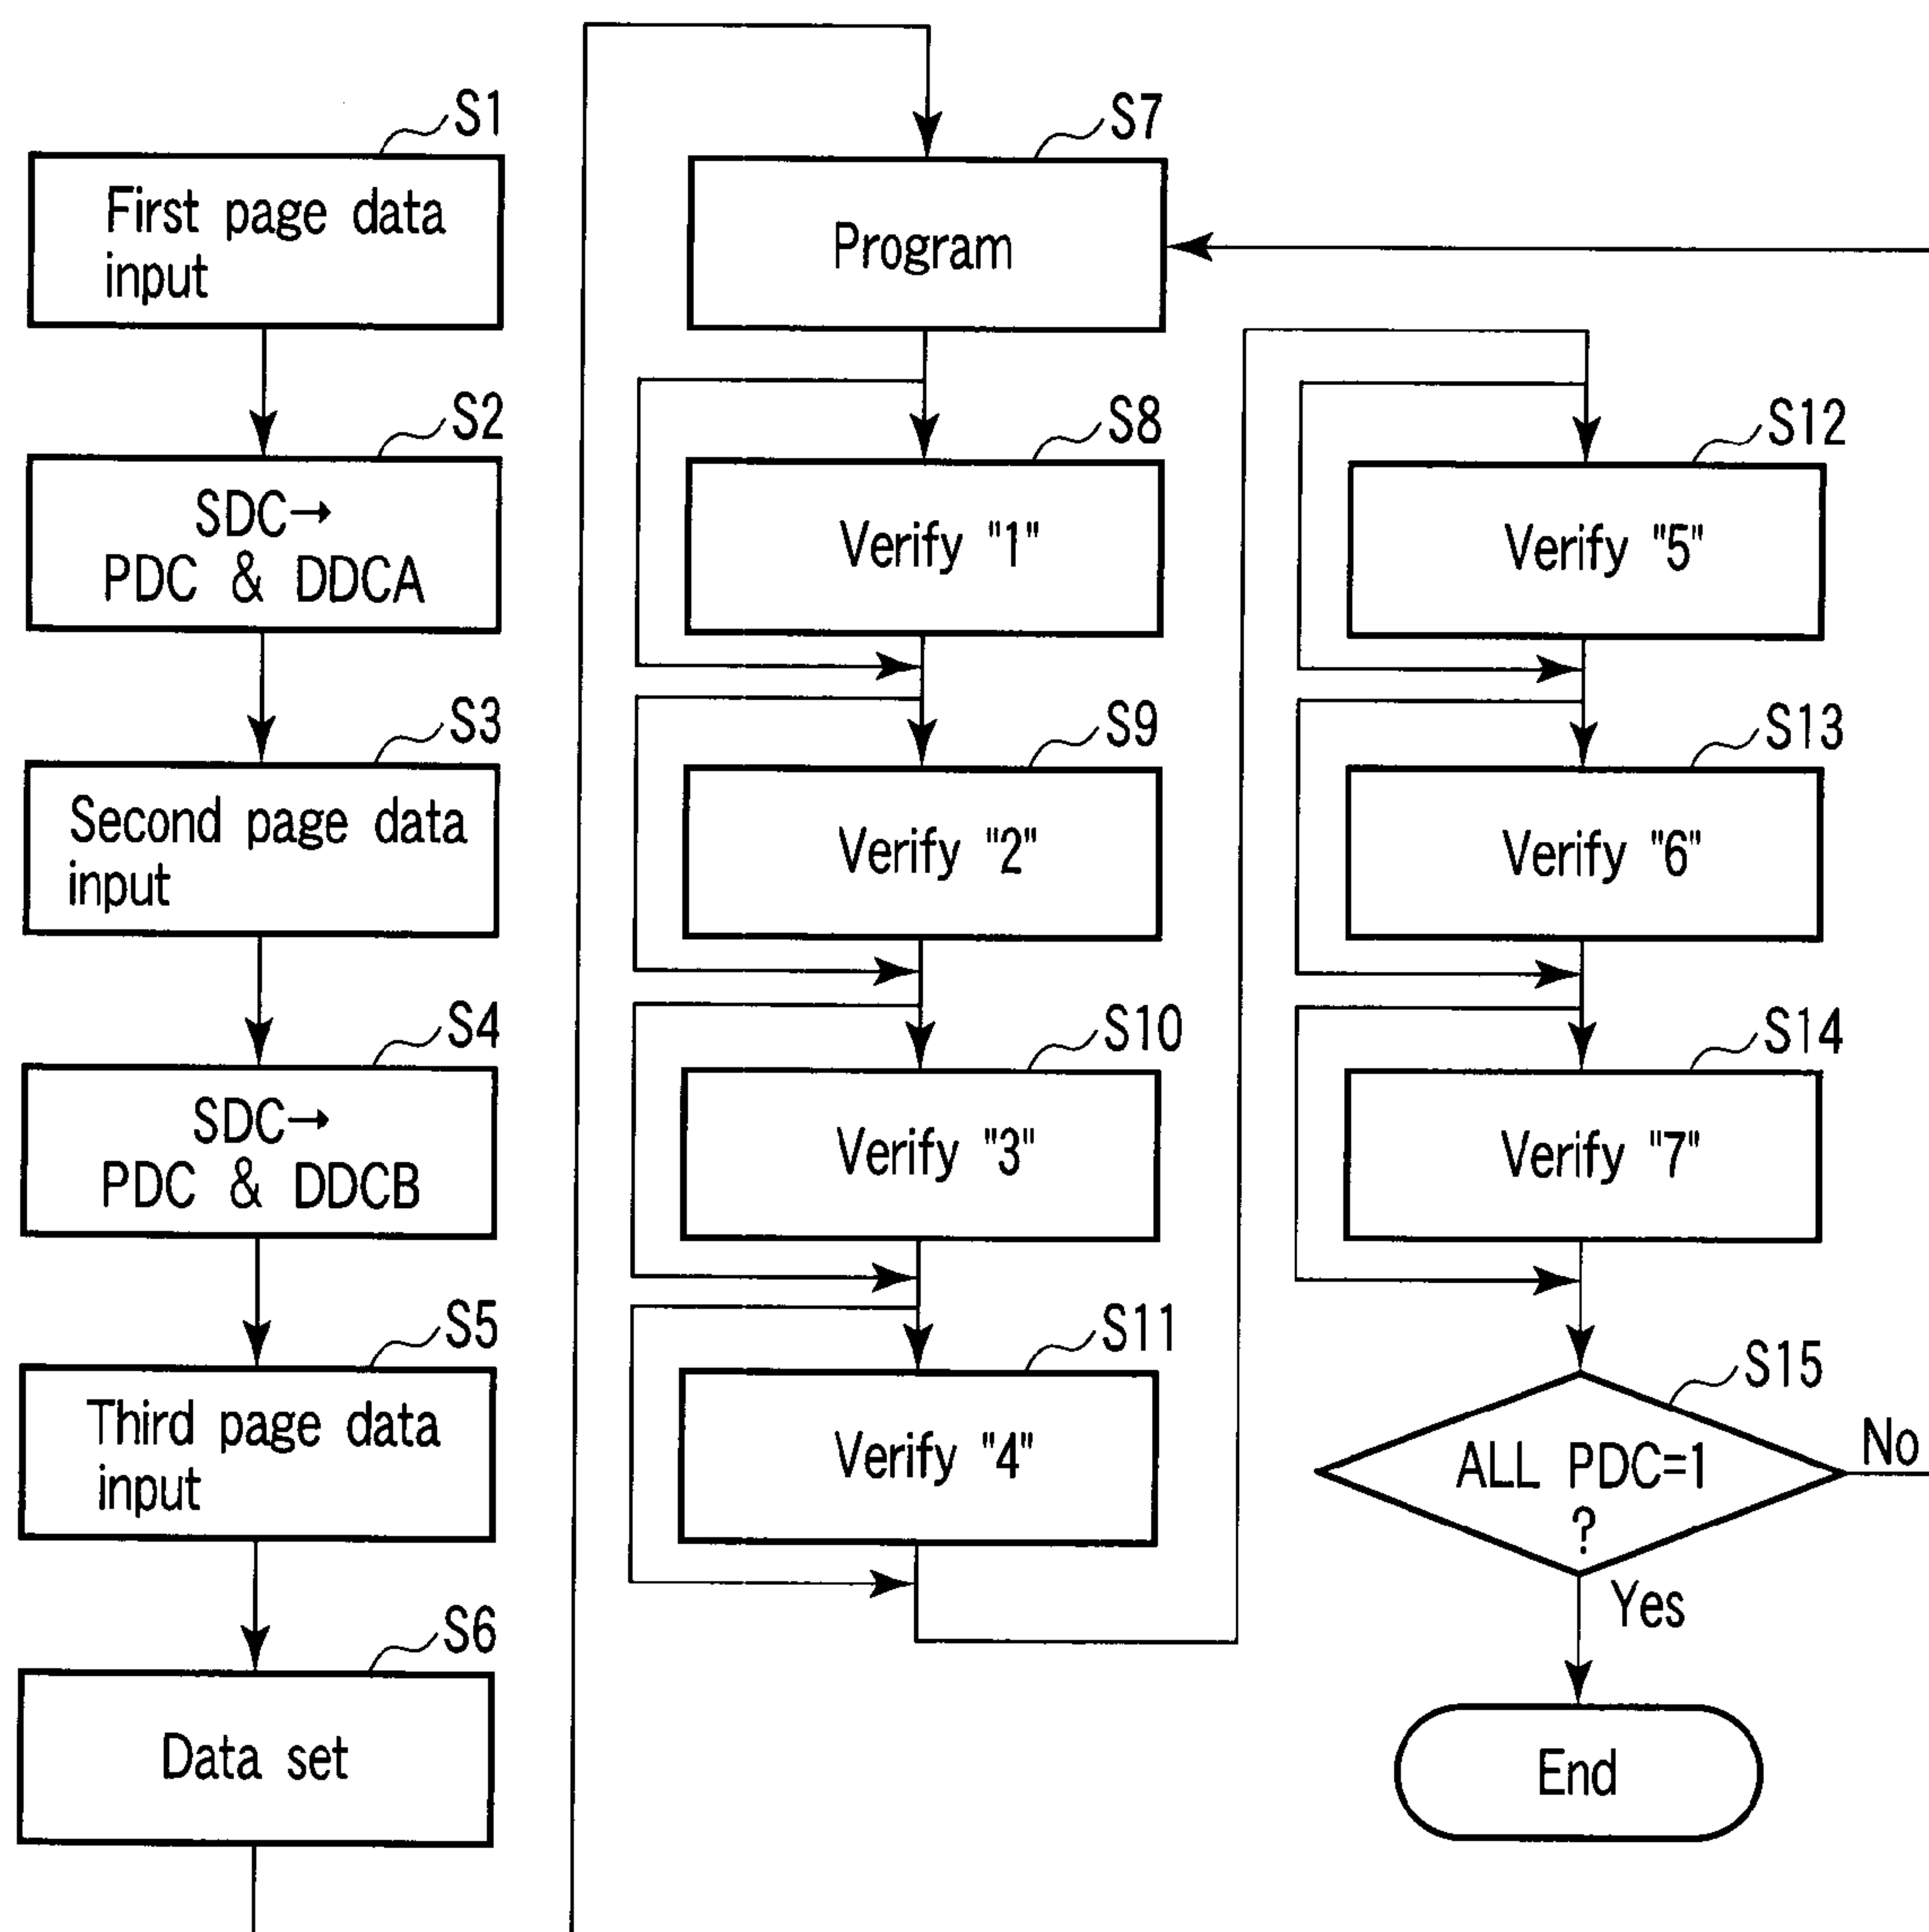 S1
First page data
input
S2
SDC→
PDC & DDCA
S3
Second page data
input
S4
SDC→
PDC & DDCB
S5
Third page data
input
S6
Data set
S7
Program
S8
Verify "1"
S9
Verify "2"
S10
Verify "3"
S11
Verify "4"
S12
Verify "5"
S13
Verify "6"
S14
Verify "7"
S15
ALL PDC=1
?
No
Yes
End